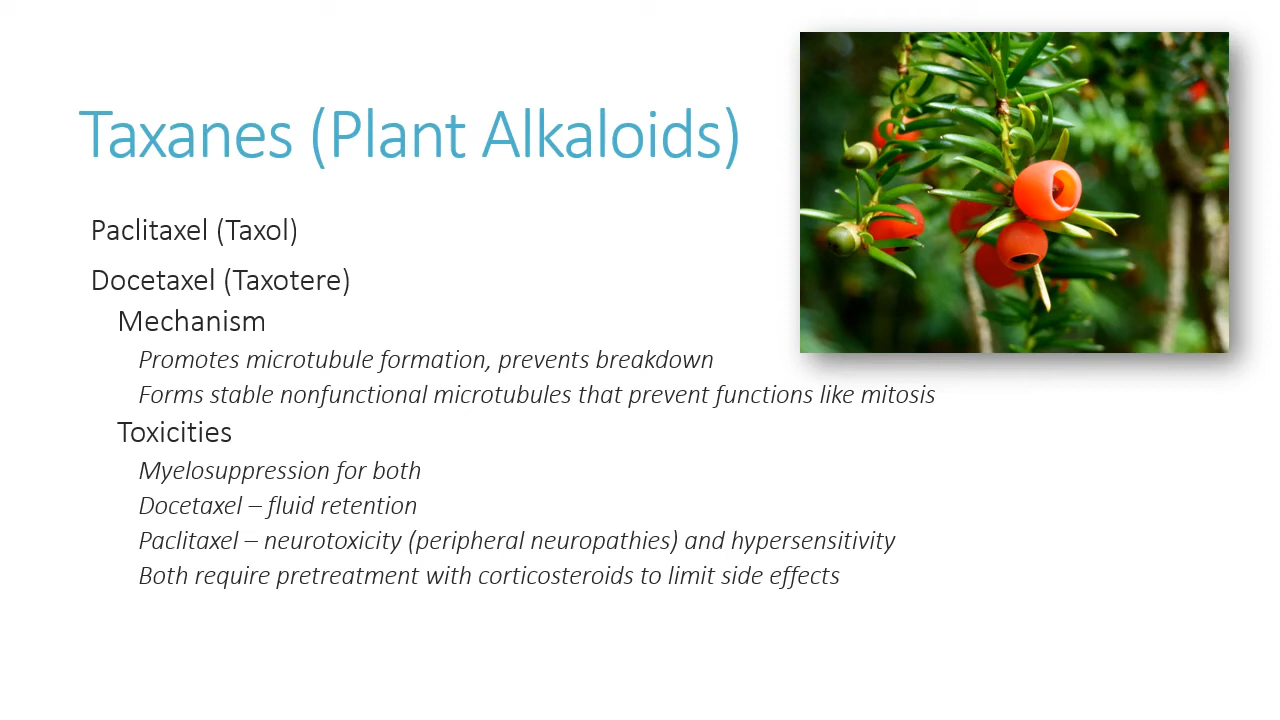 Taxanes (Plant Alkaloids)
Paclitaxel (Taxol)
Docetaxel (Taxotere)
Mechanism
Promotes microtubule formation, prevents breakdown
Forms stable nonfunctional microtubules that prevent functions like mitosis
Toxicities
Myelosuppression for both
Docetaxel – fluid retention
Paclitaxel – neurotoxicity (peripheral neuropathies) and hypersensitivity
Both require pretreatment with corticosteroids to limit side effects